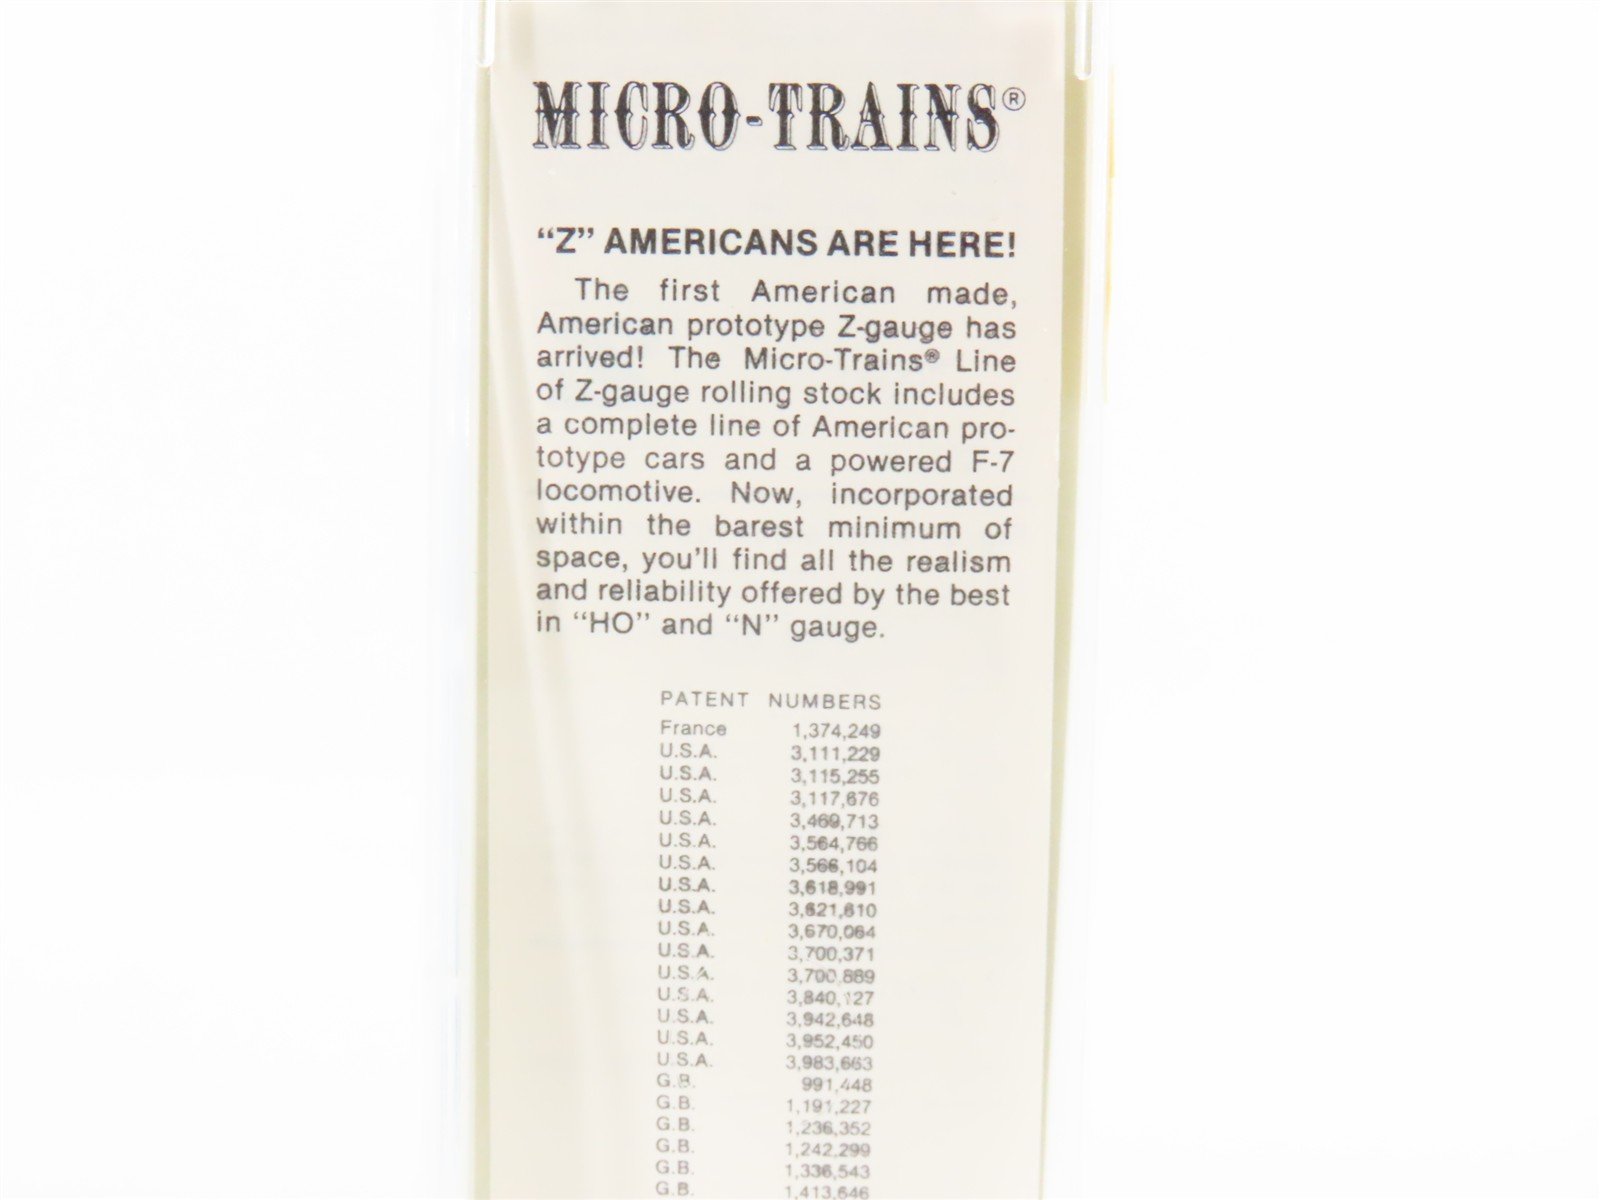 MICRO-TRAINS®
“Z” AMERICANS ARE HERE!
The first American made,
American prototype Z-gauge has
arrived! The Micro-Trains® Line
of Z-gauge rolling stock includes
a complete line of American pro-
totype cars and a powered F-7
locomotive. Now, incorporated
within the barest minimum of
space, you'll find all the realism
and reliability offered by the best
in “HO” and “N” gauge.
PATENT NUMBERS
France 1,374,249
U.S.A. 3,111,229
U.S.A. 3,115,255
U.S.A. 3,117,676
U.S.A. 3,469,713
U.S.A. 3,564,766
U.S.A. 3,566,104
U.S.A. 3,618,991
U.S.A. 3,621,610
U.S.A. 3,670,064
U.S.A. 3,700,371
U.S.A. 3,700,889
U.S.A. 3,840,127
U.S.A. 3,942,648
U.S.A. 3,952,450
U.S.A. 3,983,663
G.B. 991,448
G.B. 1,191,227
G.B. 1,236,352
G.B. 1,242,299
G.B. 1,336,543
G.B. 1,413,646